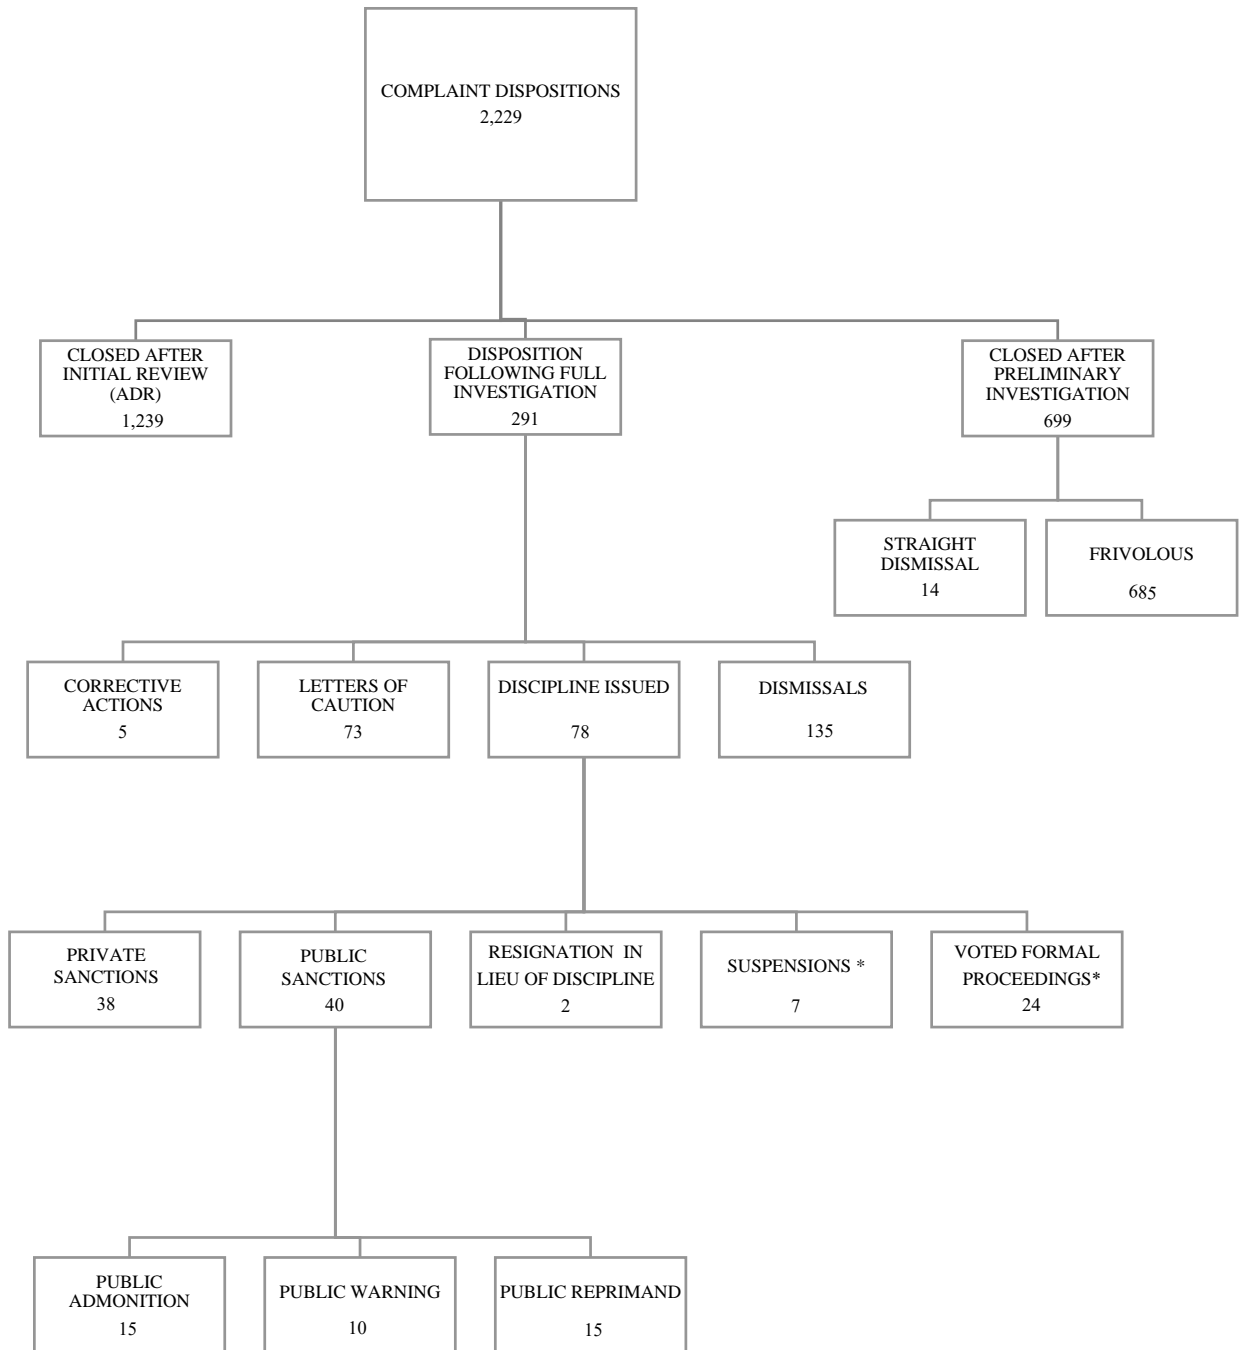 COMPLAINT DISPOSITIONS
2,229
CLOSED AFTER
INITIAL REVIEW
(ADR)
1,239
DISPOSITION
FOLLOWING FULL
INVESTIGATION
291
CLOSED AFTER
PRELIMINARY
INVESTIGATION
699
STRAIGHT
DISMISSAL
14
FRIVOLOUS
685
CORRECTIVE
ACTIONS
5
LETTERS OF
CAUTION
73
DISCIPLINE ISSUED
78
DISMISSALS
135
PRIVATE
SANCTIONS
38
PUBLIC
SANCTIONS
40
RESIGNATION IN
LIEU OF DISCIPLINE
2
SUSPENSIONS *
7
VOTED FORMAL
PROCEEDINGS*
24
PUBLIC
ADMONITION
15
PUBLIC WARNING
10
PUBLIC REPRIMAND
15